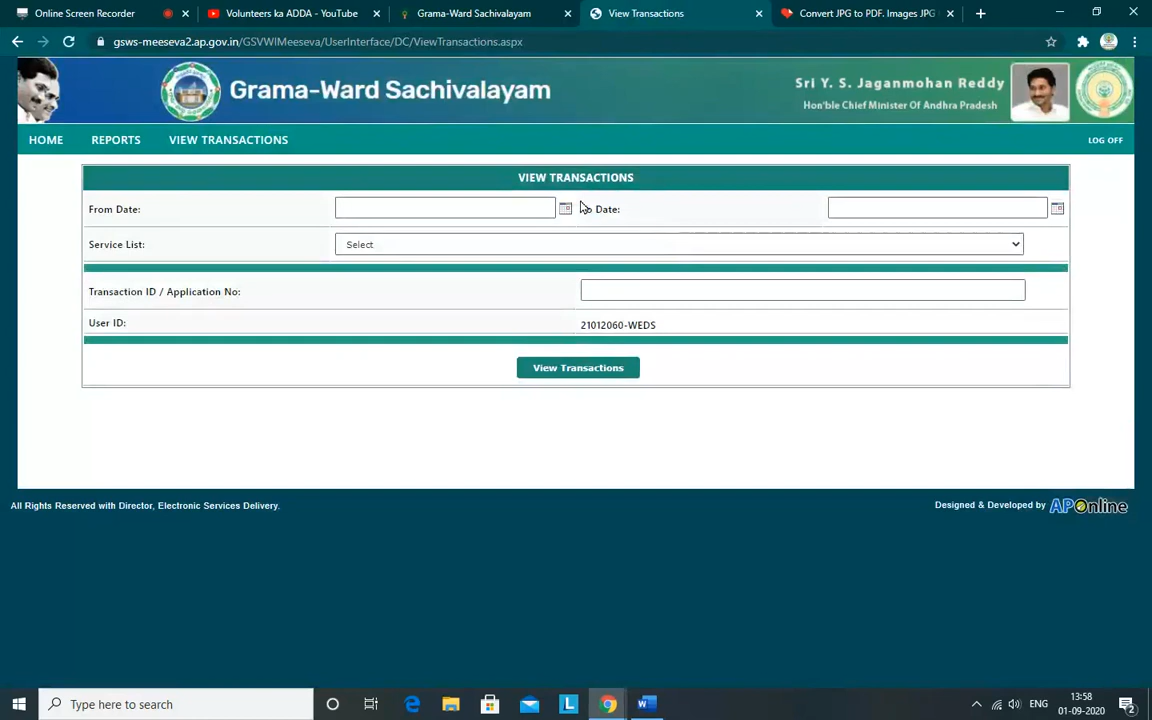 Online Screen Recorder
Volunteers ka ADDA - YouTube
Grama-Ward Sachivalayam
View Transactions
Convert JPG to PDF. Images JPG
gsws-meeseva2.ap.gov.in/GSVWIMeeseva/UserInterface/DC/ViewTransactions.aspx
Grama-Ward Sachivalayam
Sri Y. S. Jaganmohan Reddy
Hon'ble Chief Minister Of Andhra Pradesh
HOME REPORTS VIEW TRANSACTIONS LOG OFF
VIEW TRANSACTIONS
From Date: Date:
Service List: Select
Transaction ID / Application No:
User ID: 21012060-WEDS
View Transactions
All Rights Reserved with Director, Electronic Services Delivery.
Designed & Developed by APOnline
Type here to search
ENG
13:58
01-09-2020
2